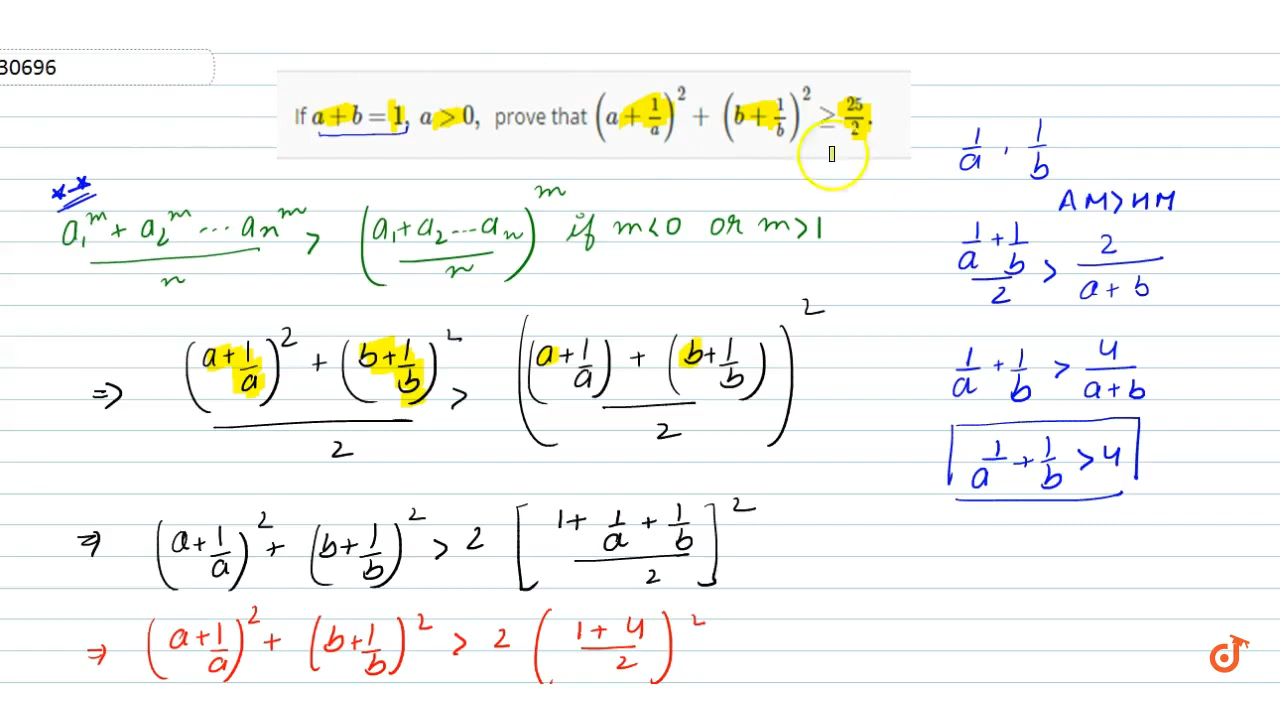 30696
If a + b = 1, a > 0, prove that (a + 1/a)^2 + (b + 1/b)^2 ≥ 25/2.
1/a , 1/b
AM > HM
(a₁^m + a₂^m ... aₙ^m)/n > ((a₁ + a₂ ... aₙ)/n)^m if m < 0 or m > 1
(1/a + 1/b)/2 > 2/(a + b)
⇒ ((a + 1/a)^2 + (b + 1/b)^2)/2 > (((a + 1/a) + (b + 1/b))/2)^2
1/a + 1/b > 4/(a + b)
1/a + 1/b > 4
⇒ (a + 1/a)^2 + (b + 1/b)^2 > 2 [(1 + 1/a + 1/b)/2]^2
⇒ (a + 1/a)^2 + (b + 1/b)^2 > 2 ((1 + 4)/2)^2